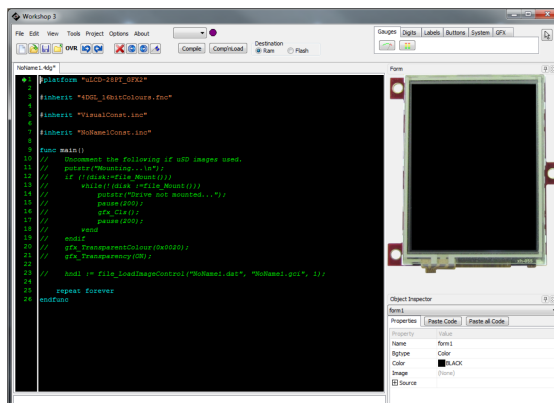 Workshop 3
File Edit View Tools Project Options About
OVR
Compile
Comp'nLoad
Destination
Ram
Flash
Gauges Digits Labels Buttons Systems GFX
NoName1.4dg*
1 #platform "uLCD-28PT_GFX2"
2
3 #inherit "4DGL_16bitColours.fnc"
4
5 #inherit "VisualConst.inc"
6
7 #inherit "NoName1Const.inc"
8
9 func main()
10 // Uncomment the following if uSD images used.
11 // putstr("Mounting...\n");
12 // if (!(disk:=file_Mount()))
13 // while(!(disk :=file_Mount()))
14 // putstr("Drive not mounted...");
15 // pause(200);
16 // gfx_Cls();
17 // pause(200);
18 // wend
19 // endif
20 // gfx_TransparentColour(0x0020);
21 // gfx_Transparency(ON);
22
23 // hndl := file_LoadImageControl("NoName1.dat", "NoName1.gci", 1);
24
25 repeat forever
26 endfunc
Form
Object Inspector
form1
Properties Paste Code Paste all Code
Property Value
Name form1
Bgtype Color
Color BLACK
Image (None)
Source